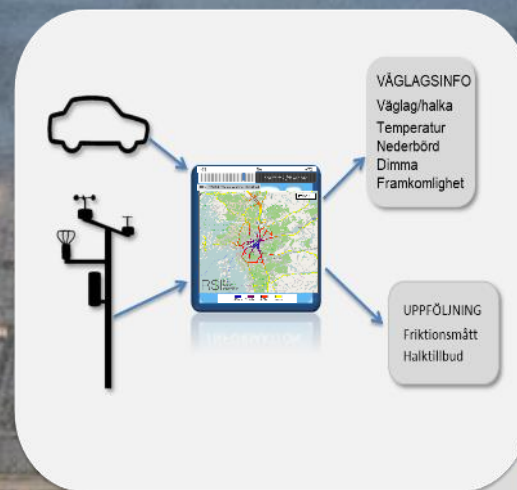 VÄGLAGSINFO
Väglag/halka
Temperatur
Nederbörd
Dimma
Framkomlighet
RSI
UPPFÖLJNING
Friktionsmått
Halktillbud